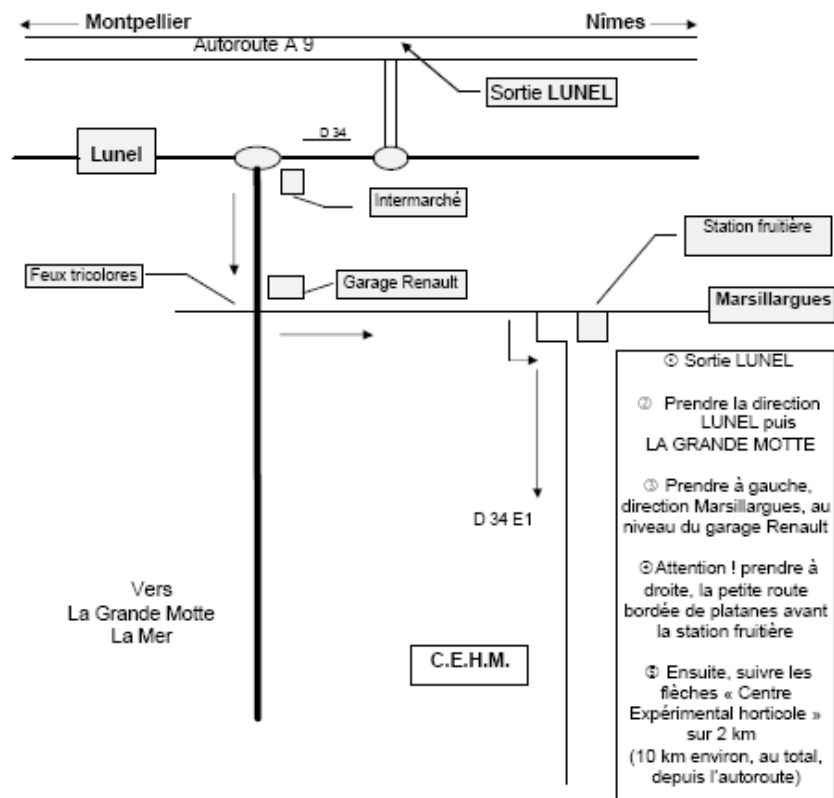 Montpellier
Nîmes
Autoroute A 9
Sortie LUNEL
D 34
Lunel
Intermarché
Station fruitière
Feux tricolores
Garage Renault
Marsillargues
① Sortie LUNEL
② Prendre la direction
LUNEL puis
LA GRANDE MOTTE
③ Prendre à gauche,
direction Marsillargues, au
niveau du garage Renault
④Attention ! prendre à
droite, la petite route
bordée de platanes avant
la station fruitière
⑤ Ensuite, suivre les
flèches « Centre
Expérimental horticole »
sur 2 km
(10 km environ, au total,
depuis l'autoroute)
D 34 E1
Vers
La Grande Motte
La Mer
C.E.H.M.